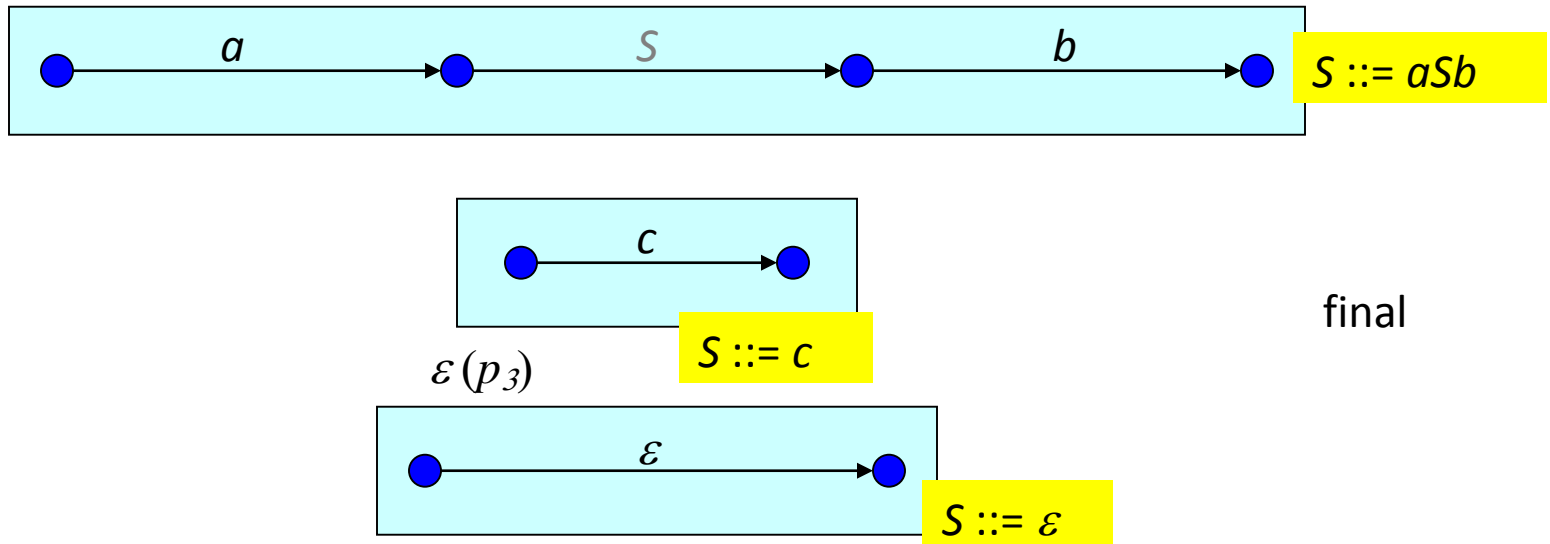 a S b
S ::= aSb
c
final
S ::= c
ε (p₃)
ε
S ::= ε